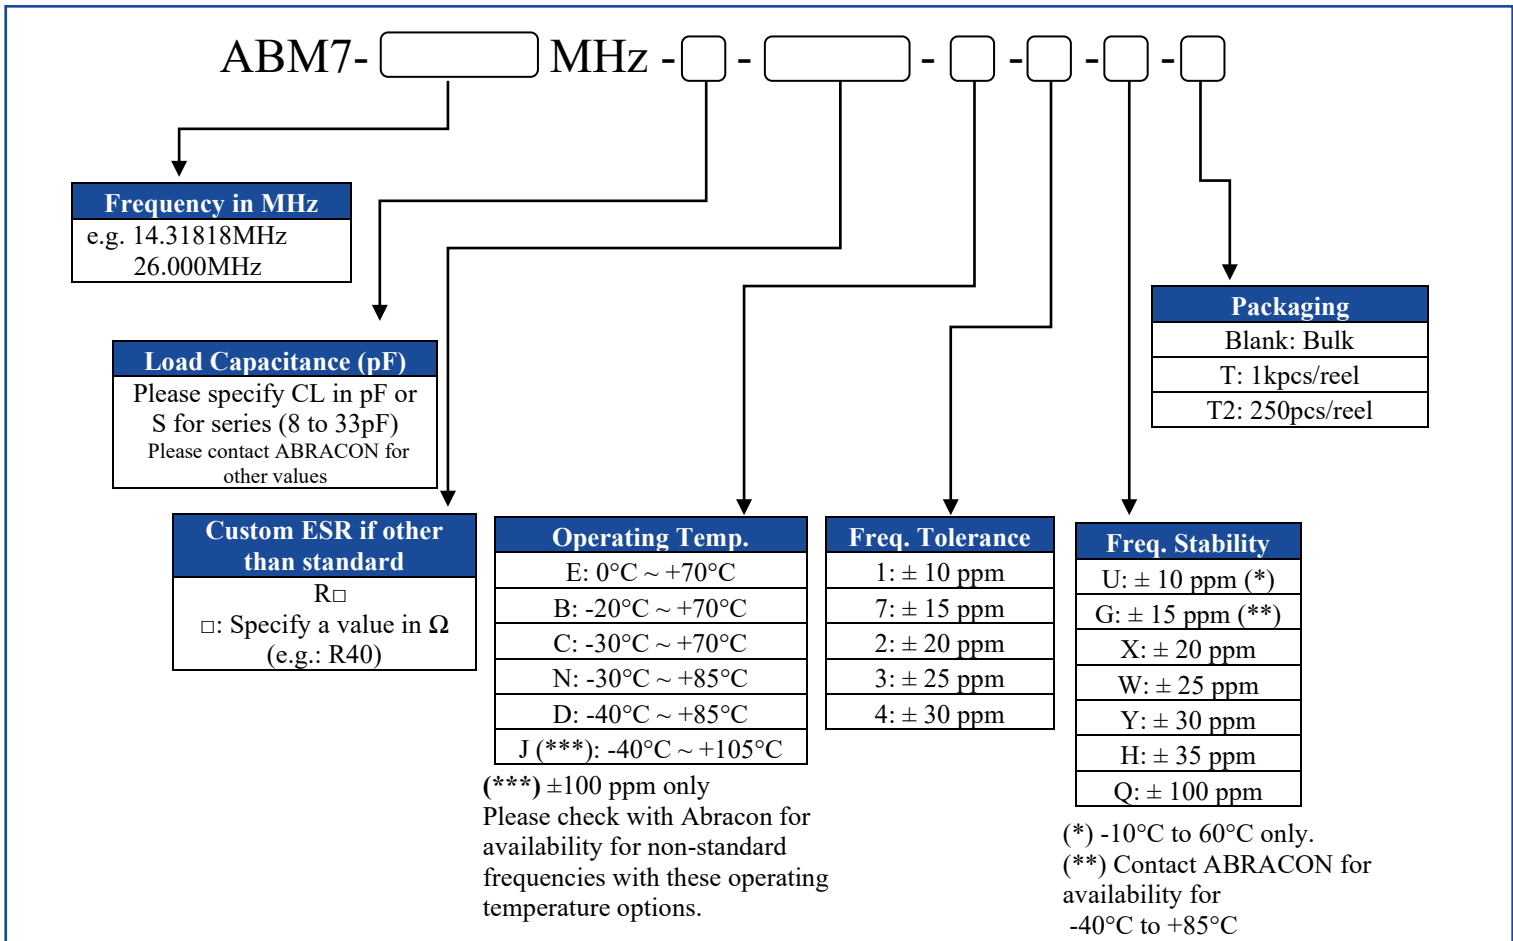 ABM7- MHz - - - - - -
Frequency in MHz
e.g. 14.31818MHz
26.000MHz
Load Capacitance (pF)
Please specify CL in pF or
S for series (8 to 33pF)
Please contact ABRACON for
other values
Custom ESR if other
than standard
R□
□: Specify a value in Ω
(e.g.: R40)
Operating Temp.
E: 0°C ~ +70°C
B: -20°C ~ +70°C
C: -30°C ~ +70°C
N: -30°C ~ +85°C
D: -40°C ~ +85°C
J (***): -40°C ~ +105°C
(***) ±100 ppm only
Please check with Abracon for
availability for non-standard
frequencies with these operating
temperature options.
Freq. Tolerance
1: ± 10 ppm
7: ± 15 ppm
2: ± 20 ppm
3: ± 25 ppm
4: ± 30 ppm
Freq. Stability
U: ± 10 ppm (*)
G: ± 15 ppm (**)
X: ± 20 ppm
W: ± 25 ppm
Y: ± 30 ppm
H: ± 35 ppm
Q: ± 100 ppm
(*) -10°C to 60°C only.
(**) Contact ABRACON for
availability for
-40°C to +85°C
Packaging
Blank: Bulk
T: 1kpcs/reel
T2: 250pcs/reel